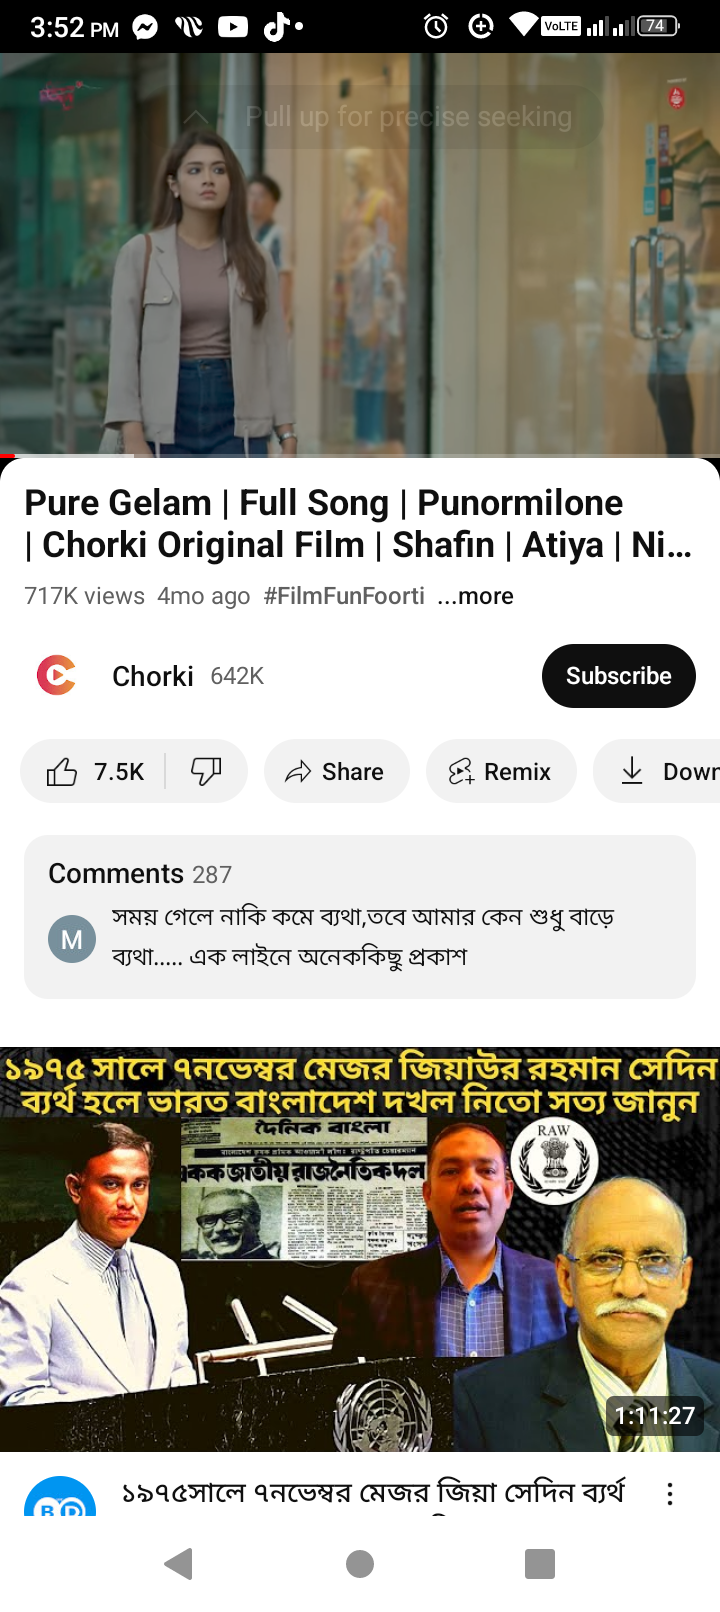 3:52 PM
VoLTE
74
Pull up for precise seeking
Pure Gelam | Full Song | Punormilone
| Chorki Original Film | Shafin | Atiya | Ni...
717K views 4mo ago #FilmFunFoorti ...more
Chorki 642K
Subscribe
7.5K
Share
Remix
Down
Comments 287
M
সময় গেলে নাকি কমে ব্যথা,তবে আমার কেন শুধু বাড়ে
ব্যথা..... এক লাইনে অনেককিছু প্রকাশ
১৯৭৫ সালে ৭নভেম্বর মেজর জিয়াউর রহমান সেদিন
ব্যর্থ হলে ভারত বাংলাদেশ দখল নিতো সত্য জানুন
দৈনিক বাংলা
একক জাতীয় রাজনৈতিক দল
RAW
1:11:27
BD
১৯৭৫সালে ৭নভেম্বর মেজর জিয়া সেদিন ব্যর্থ